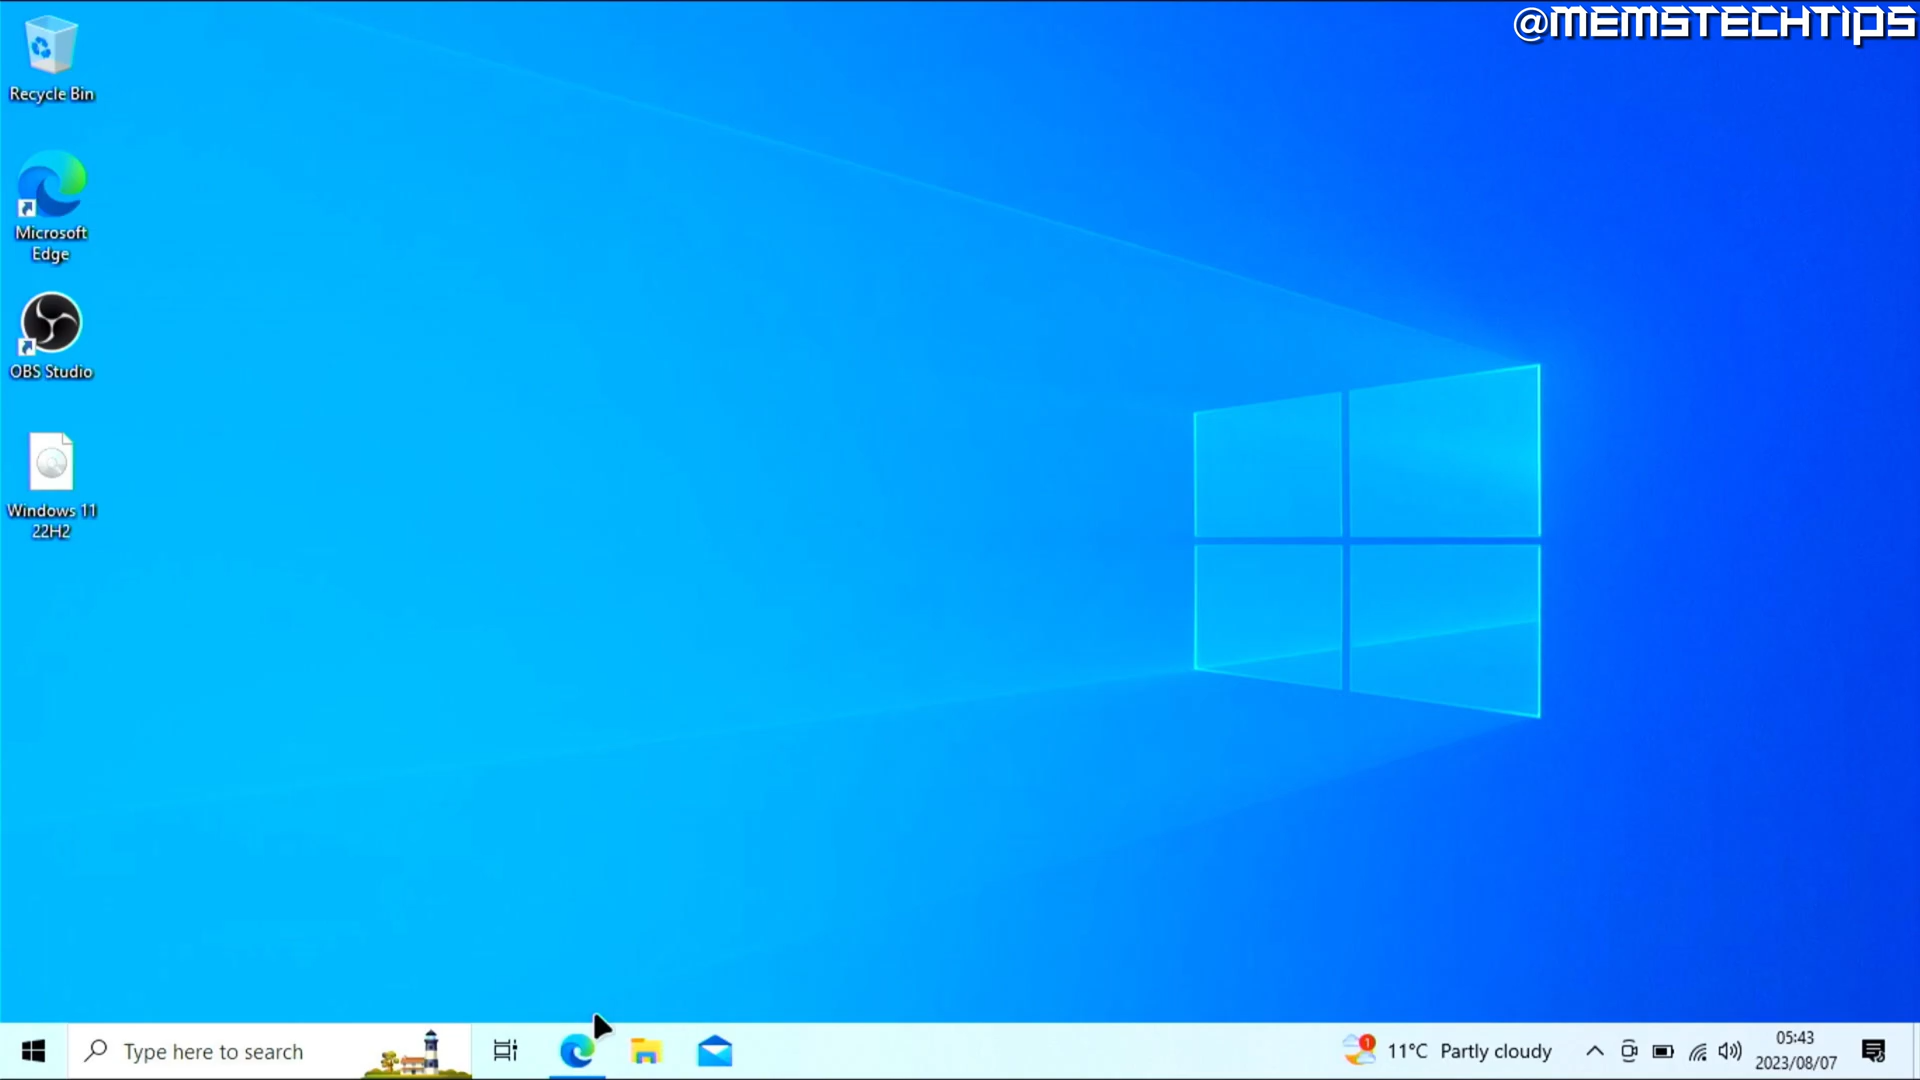 @MEMSTECHTIPS
Recycle Bin
Microsoft
Edge
OBS Studio
Windows 11
22H2
Type here to search
1
11°C Partly cloudy
05:43
2023/08/07